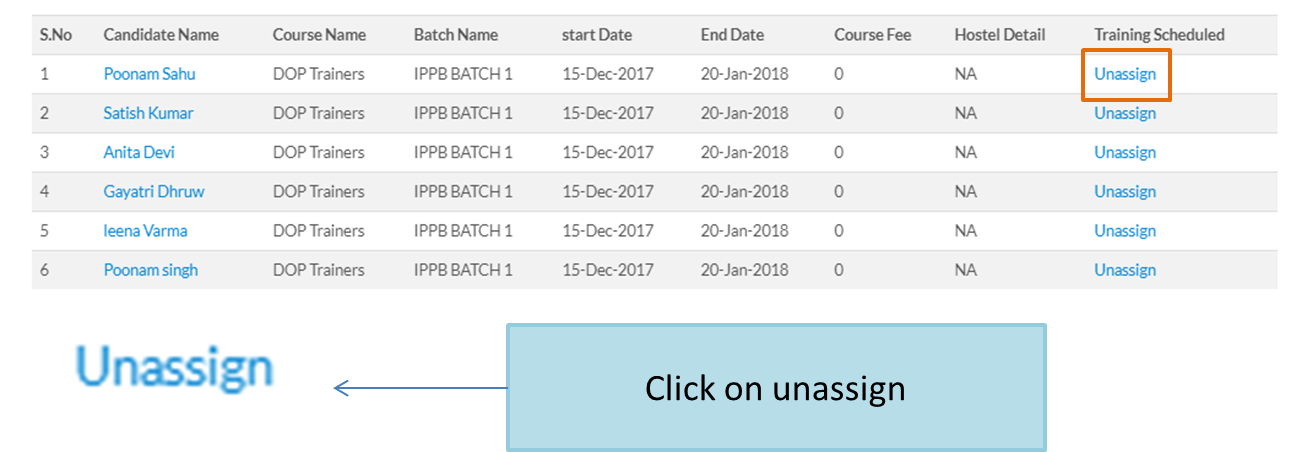 S.No Candidate Name Course Name Batch Name start Date End Date Course Fee Hostel Detail Training Scheduled
1 Poonam Sahu DOP Trainers IPPB BATCH 1 15-Dec-2017 20-Jan-2018 0 NA Unassign
2 Satish Kumar DOP Trainers IPPB BATCH 1 15-Dec-2017 20-Jan-2018 0 NA Unassign
3 Anita Devi DOP Trainers IPPB BATCH 1 15-Dec-2017 20-Jan-2018 0 NA Unassign
4 Gayatri Dhruw DOP Trainers IPPB BATCH 1 15-Dec-2017 20-Jan-2018 0 NA Unassign
5 leena Varma DOP Trainers IPPB BATCH 1 15-Dec-2017 20-Jan-2018 0 NA Unassign
6 Poonam singh DOP Trainers IPPB BATCH 1 15-Dec-2017 20-Jan-2018 0 NA Unassign
Unassign
Click on unassign